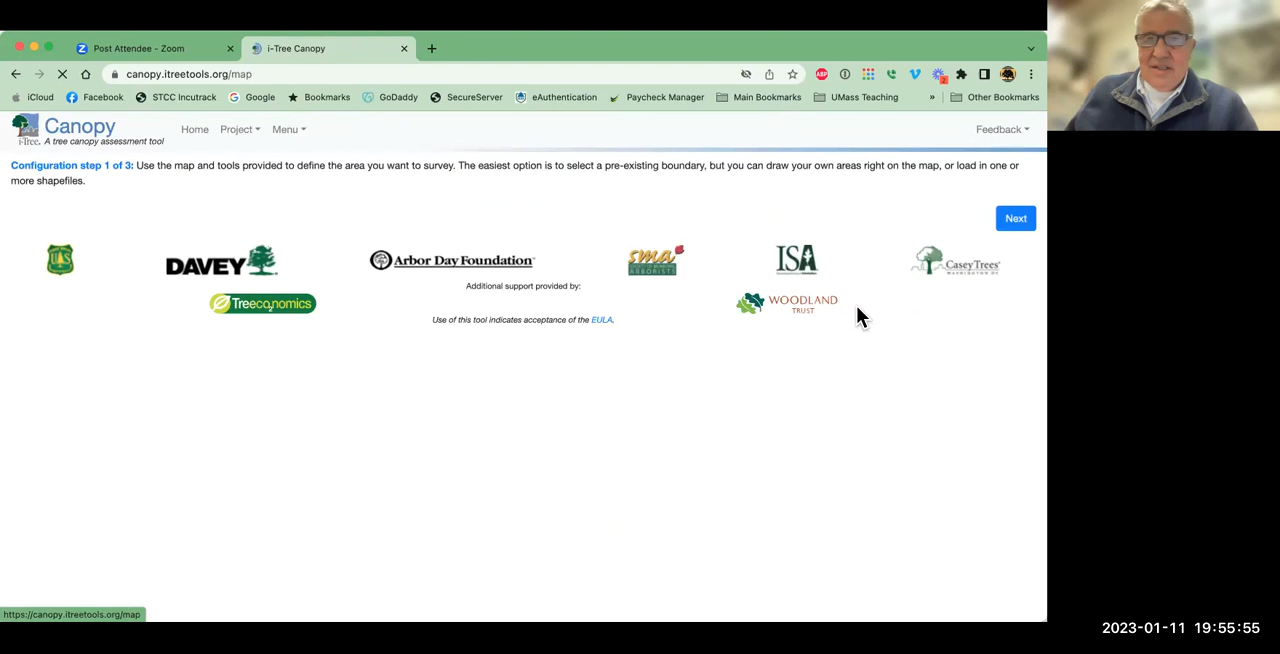 Post Attendee - Zoom
i-Tree Canopy
canopy.itreetools.org/map
2
iCloud Facebook STCC Incutrack Google Bookmarks GoDaddy SecureServer eAuthentication Paycheck Manager Main Bookmarks UMass Teaching » Other Bookmarks
Canopy
i-Tree. A tree canopy assessment tool
Home Project Menu Feedback
Configuration step 1 of 3: Use the map and tools provided to define the area you want to survey. The easiest option is to select a pre-existing boundary, but you can draw your own areas right on the map, or load in one or
more shapefiles.
Next
US DAVEY Arbor Day Foundation sma ARBORISTS ISA Casey Trees
Additional support provided by:
Treeconomics WOODLAND TRUST
Use of this tool indicates acceptance of the EULA.
https://canopy.itreetools.org/map
2023-01-11 19:55:55